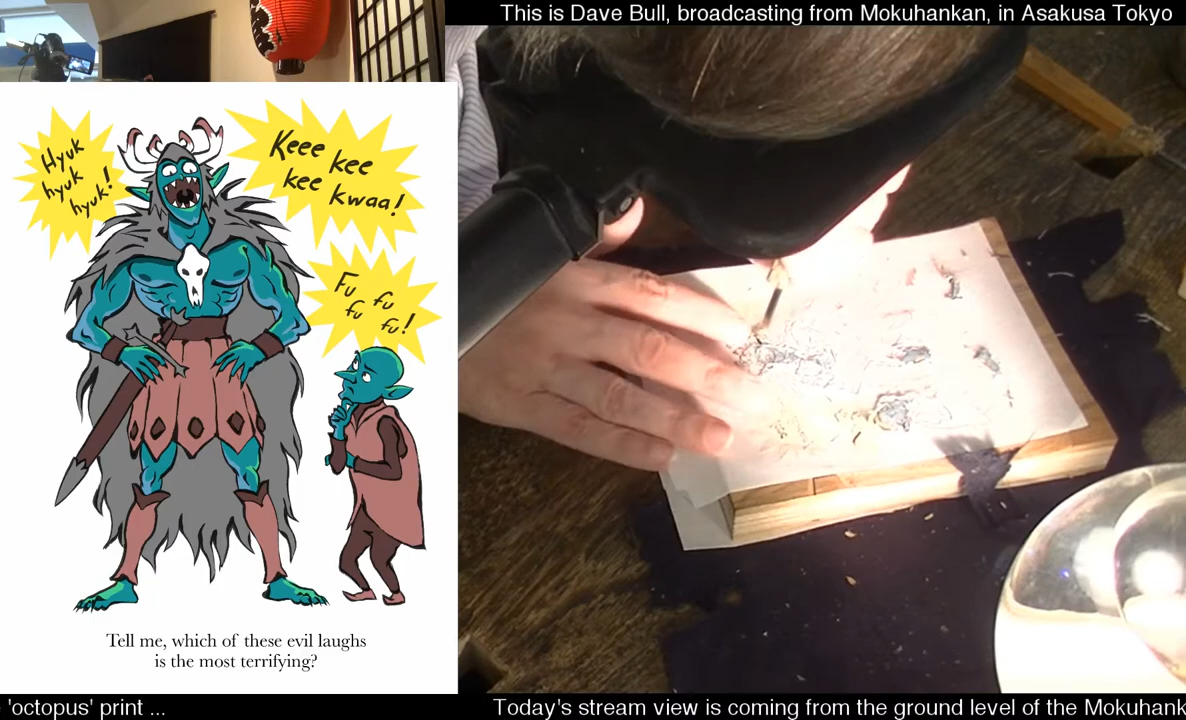 This is Dave Bull, broadcasting from Mokuhankan, in Asakusa Tokyo
Hyuk
hyuk
hyuk!
Keee kee
kee kwaa!
Fu fu
fu fu!
Tell me, which of these evil laughs
is the most terrifying?
'octopus' print ...
Today's stream view is coming from the ground level of the Mokuhank